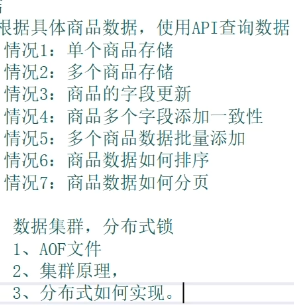 根据具体商品数据，使用API查询数据
情况1：单个商品存储
情况2：多个商品存储
情况3：商品的字段更新
情况4：商品多个字段添加一致性
情况5：多个商品数据批量添加
情况6：商品数据如何排序
情况7：商品数据如何分页
数据集群，分布式锁
1、AOF文件
2、集群原理，
3、分布式如何实现。